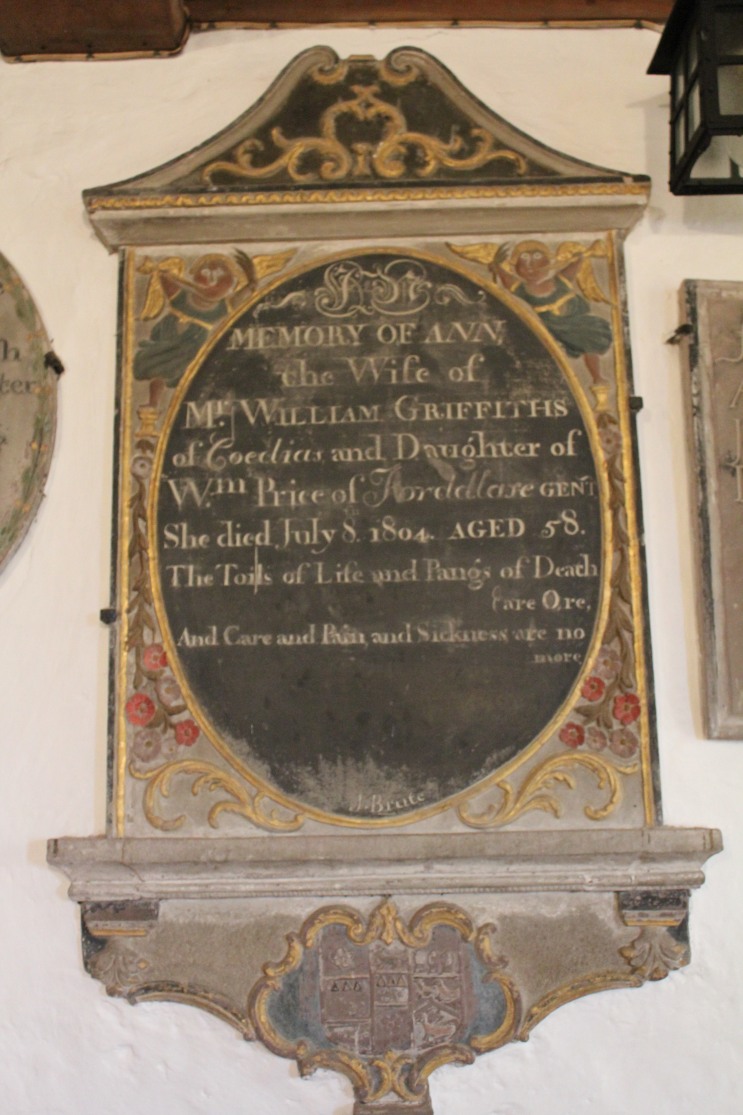 IN
MEMORY OF ANN,
the Wife of
Mr. WILLIAM GRIFFITHS
of Coedias and Daughter of
Wm Price of Forddlase GENT
She died July 8th 1804. AGED 58.
The Toils of Life and Pangs of Death
are O,re,
And Care and Pain, and Sickness are no
more.
J. Brute